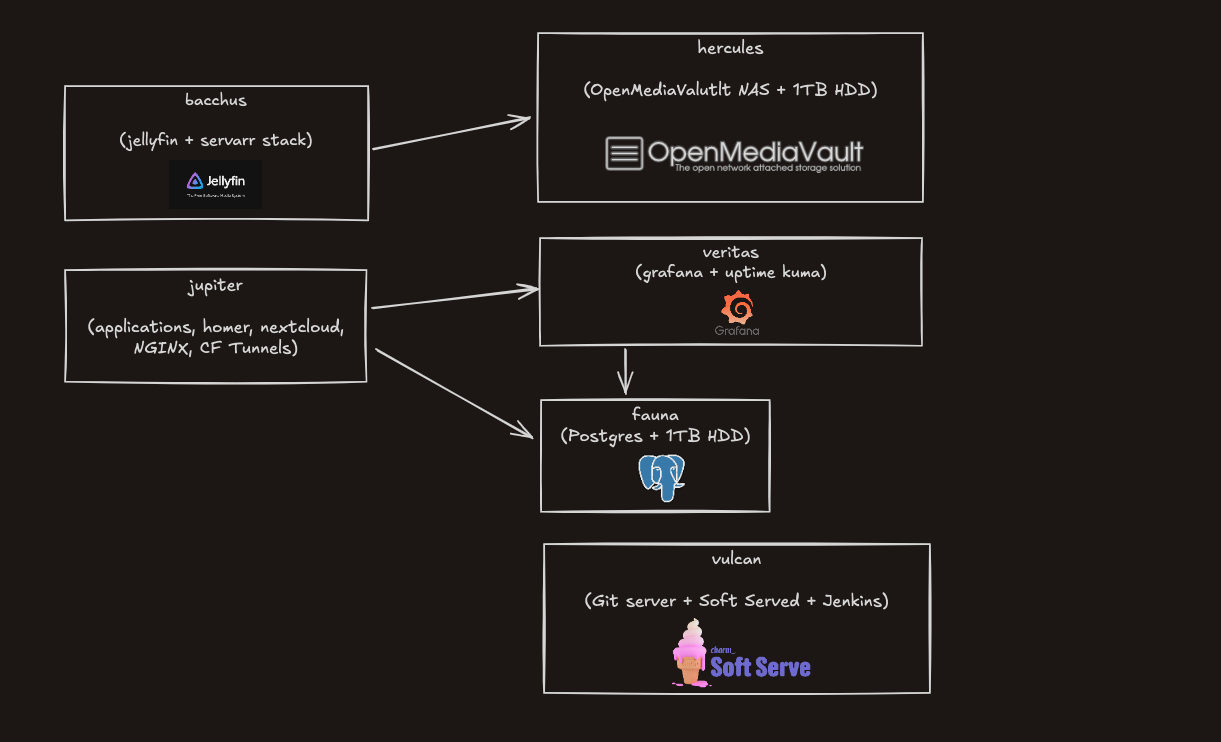 hercules
(OpenMediaValutlt NAS + 1TB HDD)
OpenMediaVault
The open network attached storage solution
bacchus
(jellyfin + servarr stack)
Jellyfin
The Free Software Media System
veritas
(grafana + uptime kuma)
Grafana
jupiter
(applications, homer, nextcloud,
NGINX, CF Tunnels)
fauna
(Postgres + 1TB HDD)
vulcan
(Git server + Soft Served + Jenkins)
charm_
Soft Serve